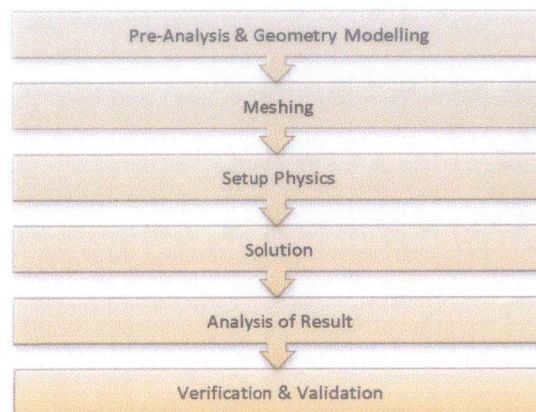 Pre-Analysis & Geometry Modelling
Meshing
Setup Physics
Solution
Analysis of Result
Verification & Validation